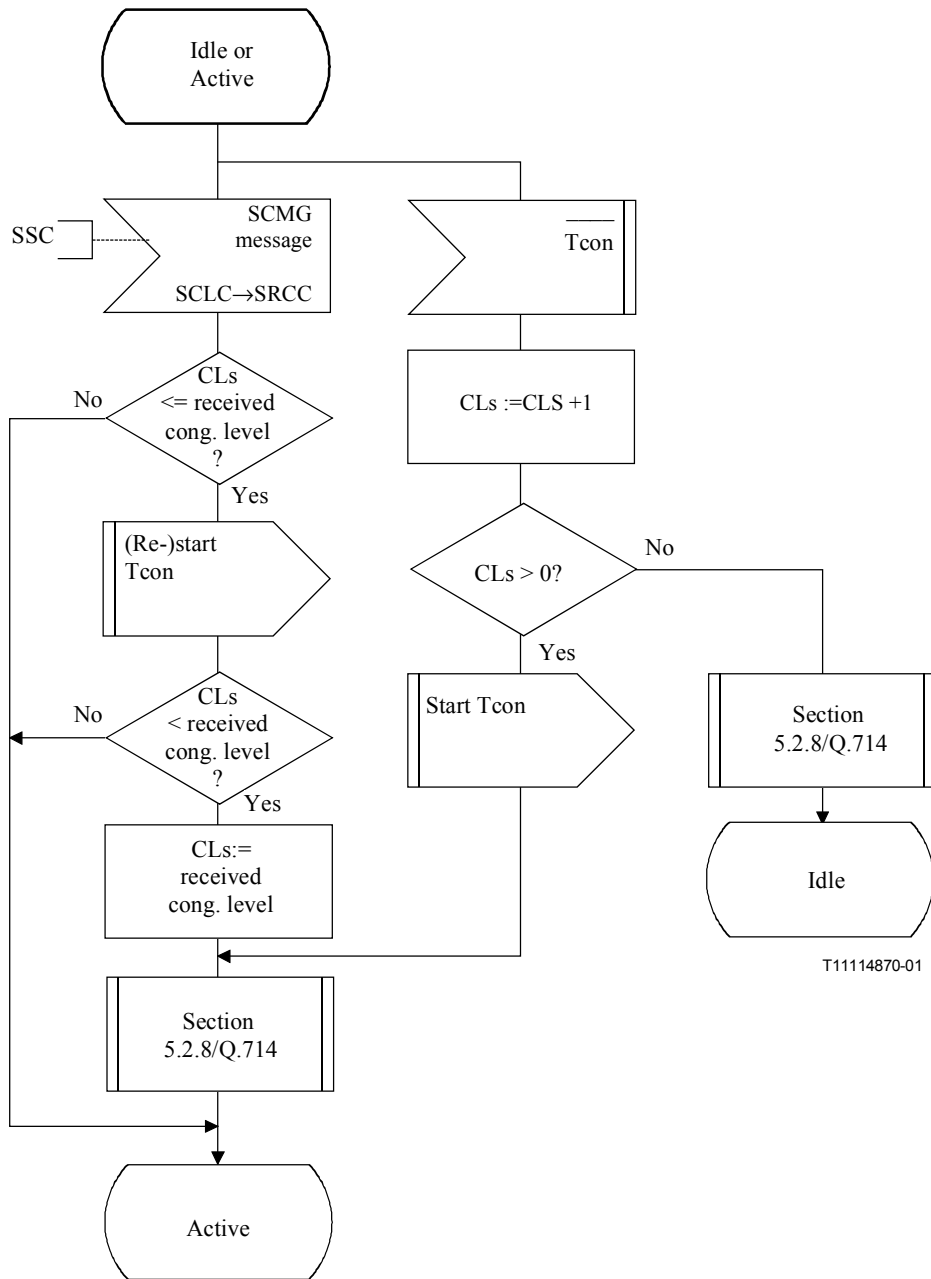 Idle or
Active
SSC
SCMG
message
SCLC→SRCC
Tcon
CLs
<= received
cong. level
?
No
Yes
CLs :=CLS +1
(Re-)start
Tcon
CLs > 0?
No
Yes
CLs
< received
cong. level
?
No
Yes
Start Tcon
Section
5.2.8/Q.714
CLs:=
received
cong. level
Idle
T11114870-01
Section
5.2.8/Q.714
Active